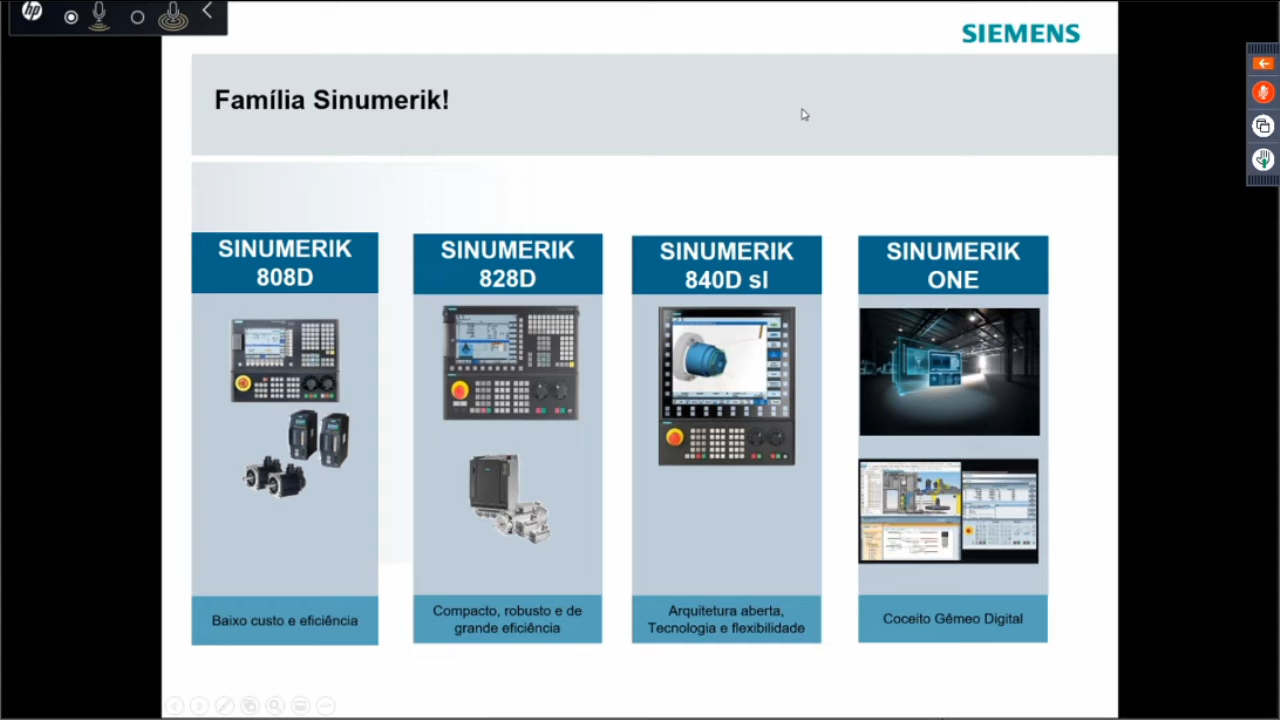 hp
SIEMENS
Família Sinumerik!
SINUMERIK
808D
SINUMERIK
828D
SINUMERIK
840D sl
SINUMERIK
ONE
Baixo custo e eficiência
Compacto, robusto e de
grande eficiência
Arquitetura aberta,
Tecnologia e flexibilidade
Coceito Gêmeo Digital